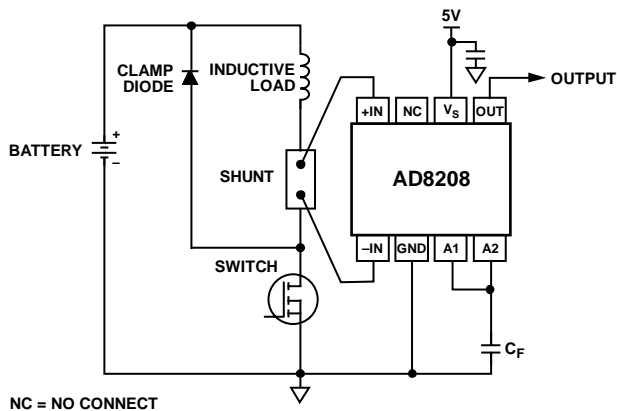 5V
CLAMP
DIODE
INDUCTIVE
LOAD
OUTPUT
+IN
NC
VS
OUT
BATTERY
+
–
SHUNT
AD8208
–IN
GND
A1
A2
SWITCH
CF
NC = NO CONNECT